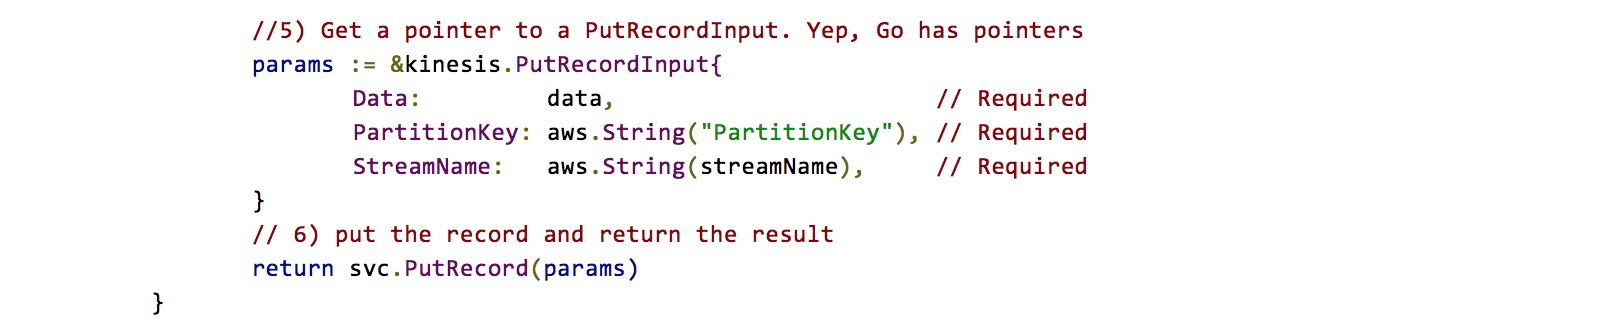 //5) Get a pointer to a PutRecordInput. Yep, Go has pointers
params := &kinesis.PutRecordInput{
Data:         data,                      // Required
PartitionKey: aws.String("PartitionKey"), // Required
StreamName:   aws.String(streamName),     // Required
}
// 6) put the record and return the result
return svc.PutRecord(params)
}